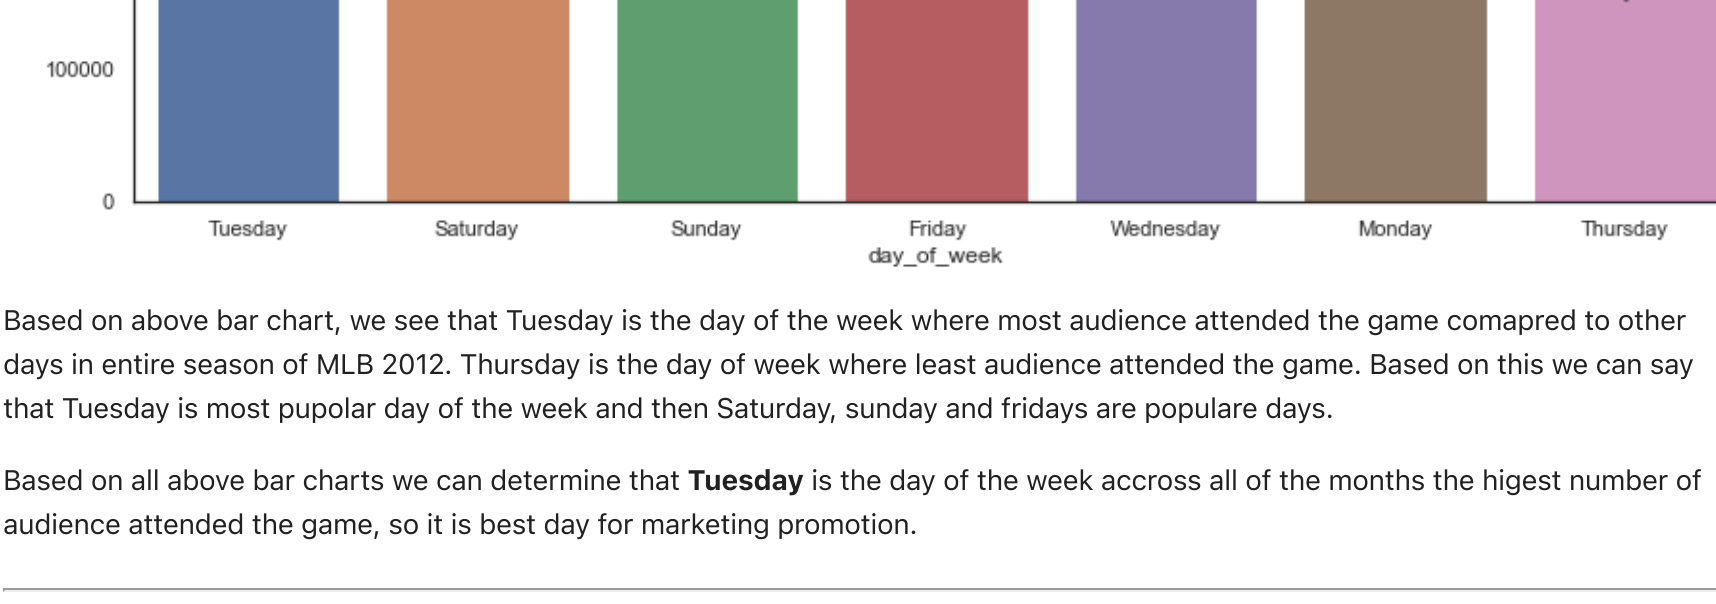 100000
0
Tuesday Saturday Sunday Friday Wednesday Monday Thursday
day_of_week
Based on above bar chart, we see that Tuesday is the day of the week where most audience attended the game comapred to other
days in entire season of MLB 2012. Thursday is the day of week where least audience attended the game. Based on this we can say
that Tuesday is most pupolar day of the week and then Saturday, sunday and fridays are populare days.
Based on all above bar charts we can determine that Tuesday is the day of the week accross all of the months the higest number of
audience attended the game, so it is best day for marketing promotion.